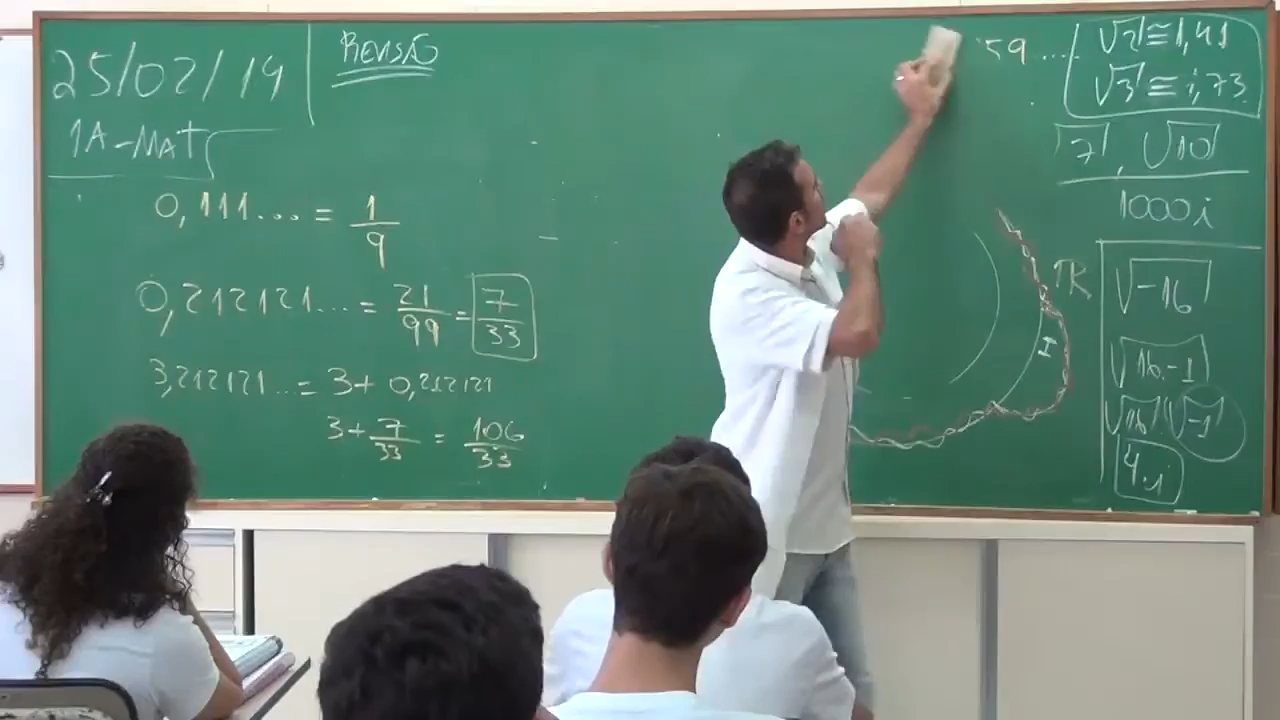 25/02/19
1A-MAT
REVISÃO
0,111... = 1/9
0,212121... = 21/99 = 7/33
3,212121... = 3+ 0,212121
3+ 7/33 = 106/33
59 ....
√2 ≅ 1,41
√3 ≅ 1,73
√7, √10
1000i
IR
I
√-16
√16.-1
√16 √-1
4.i